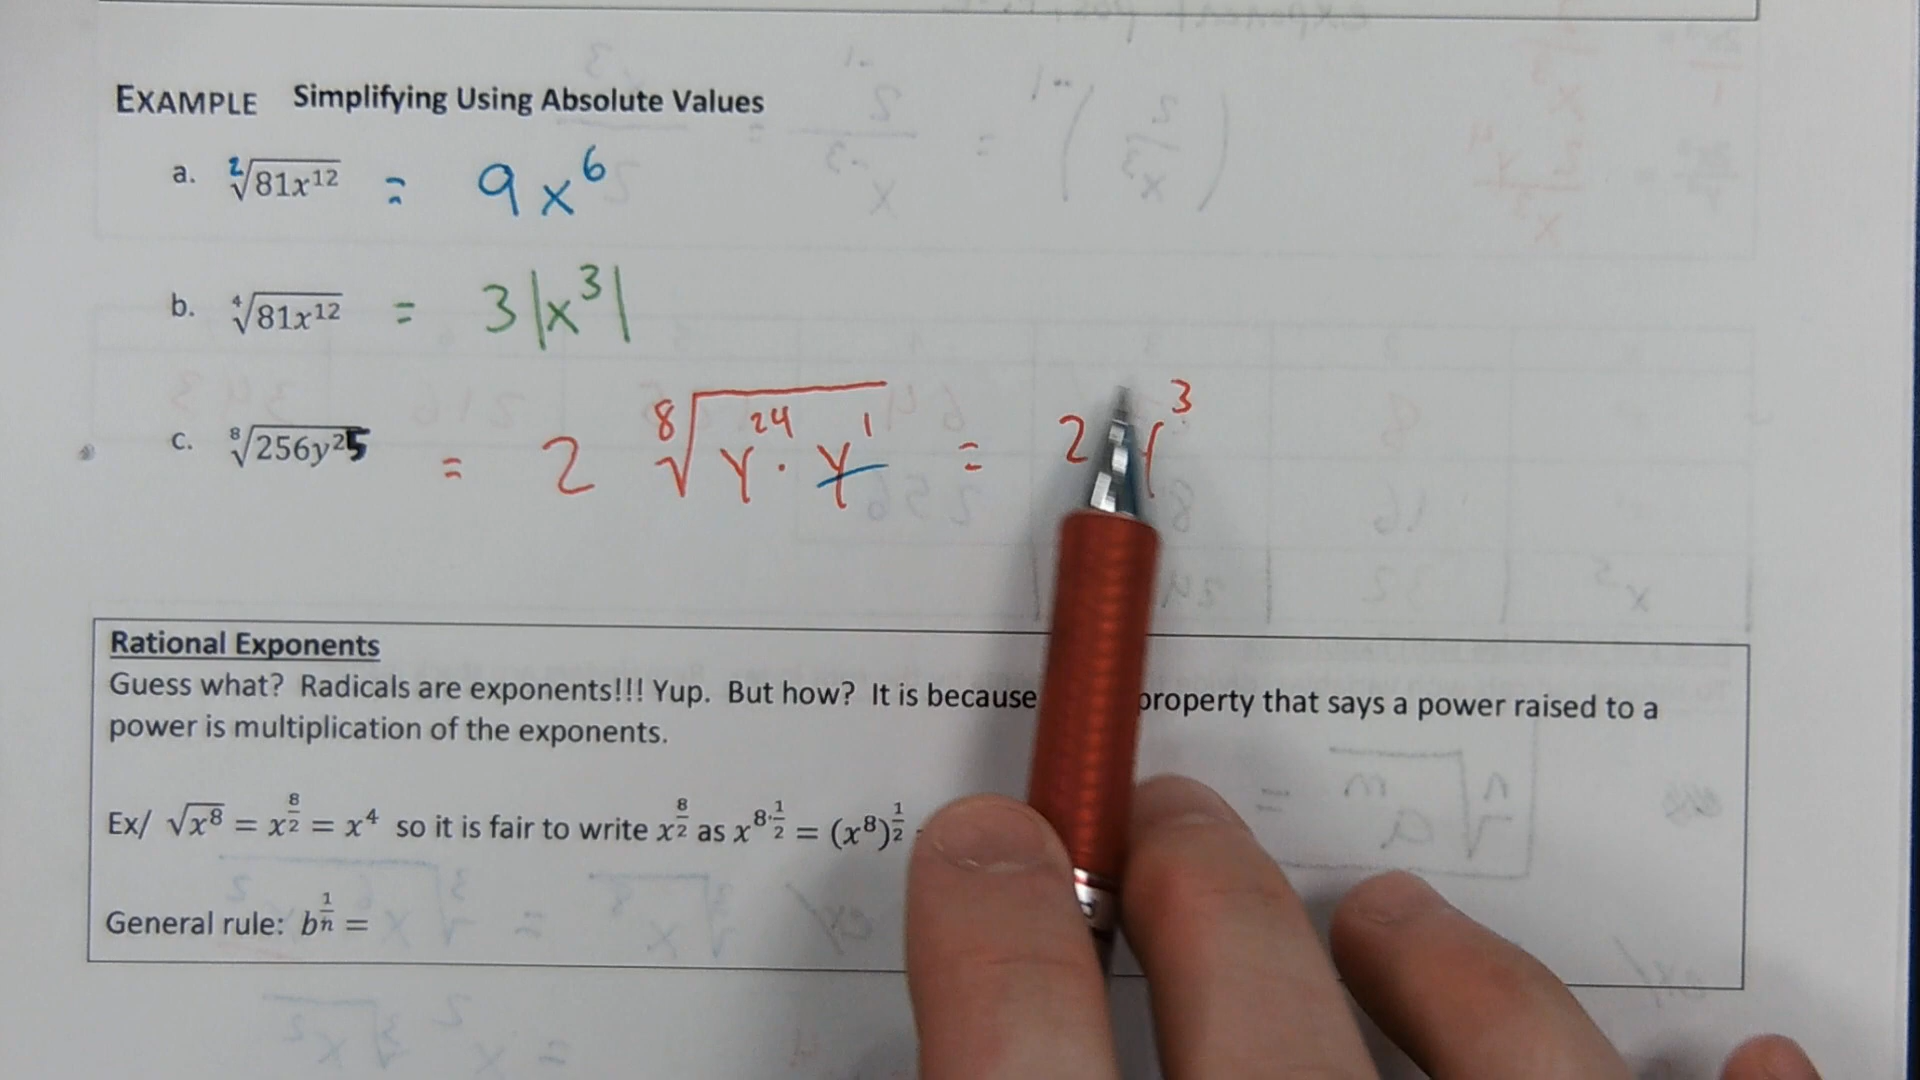 EXAMPLE Simplifying Using Absolute Values
a. ²√81x¹² = 9x⁶
b. ⁴√81x¹² = 3|x³|
c. ⁸√256y²⁵ = 2 ⁸√y²⁴ · y¹ = 2 y³
Rational Exponents
Guess what? Radicals are exponents!!! Yup. But how? It is because property that says a power raised to a
power is multiplication of the exponents.
Ex/ √x⁸ = x^(8/2) = x⁴ so it is fair to write x^(8/2) as x^(8·1/2) = (x⁸)^(1/2)
General rule: b^(1/n) =